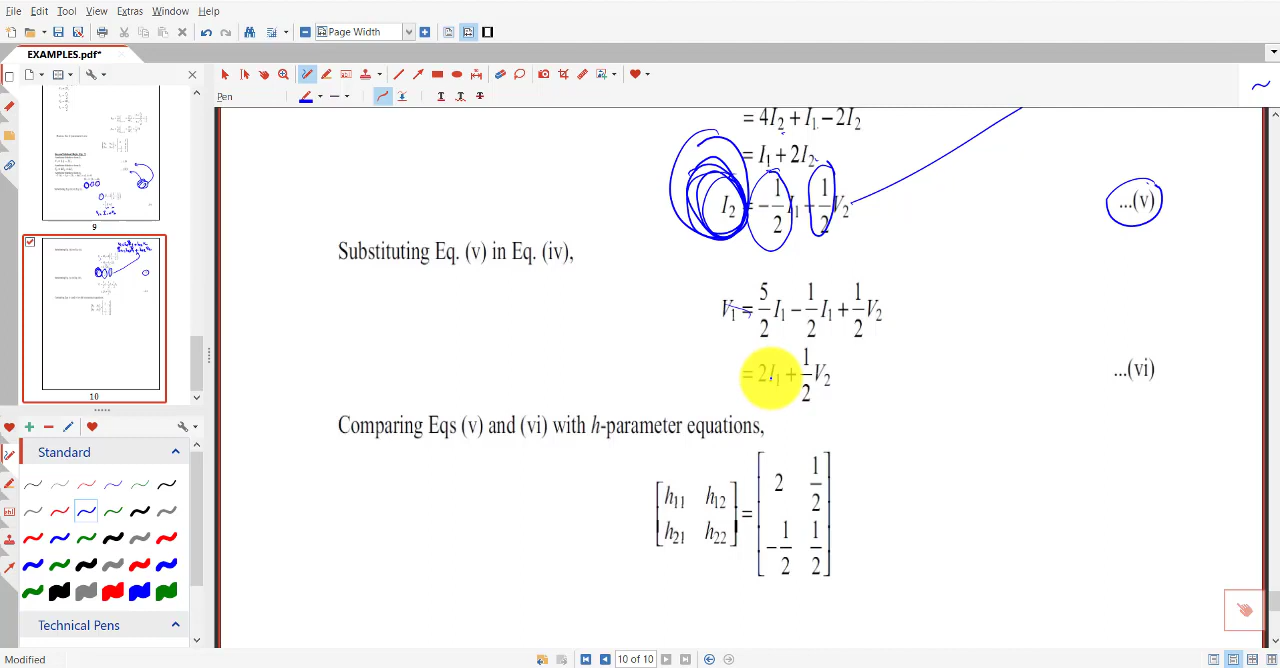 File Edit Tool View Extras Window Help
Page Width
EXAMPLES.pdf*
Pen
9
10
Standard
Technical Pens
= 4I₂ + I₁ − 2I₂
= I₁ + 2I₂
I₂ = −1/2 I₁ + 1/2 V₂ ...(v)
Substituting Eq. (v) in Eq. (iv),
V₁ = 5/2 I₁ − 1/2 I₁ + 1/2 V₂
= 2I₁ + 1/2 V₂ ...(vi)
Comparing Eqs (v) and (vi) with h-parameter equations,
[h₁₁ h₁₂; h₂₁ h₂₂] = [2 1/2; −1/2 1/2]
Modified
10 of 10